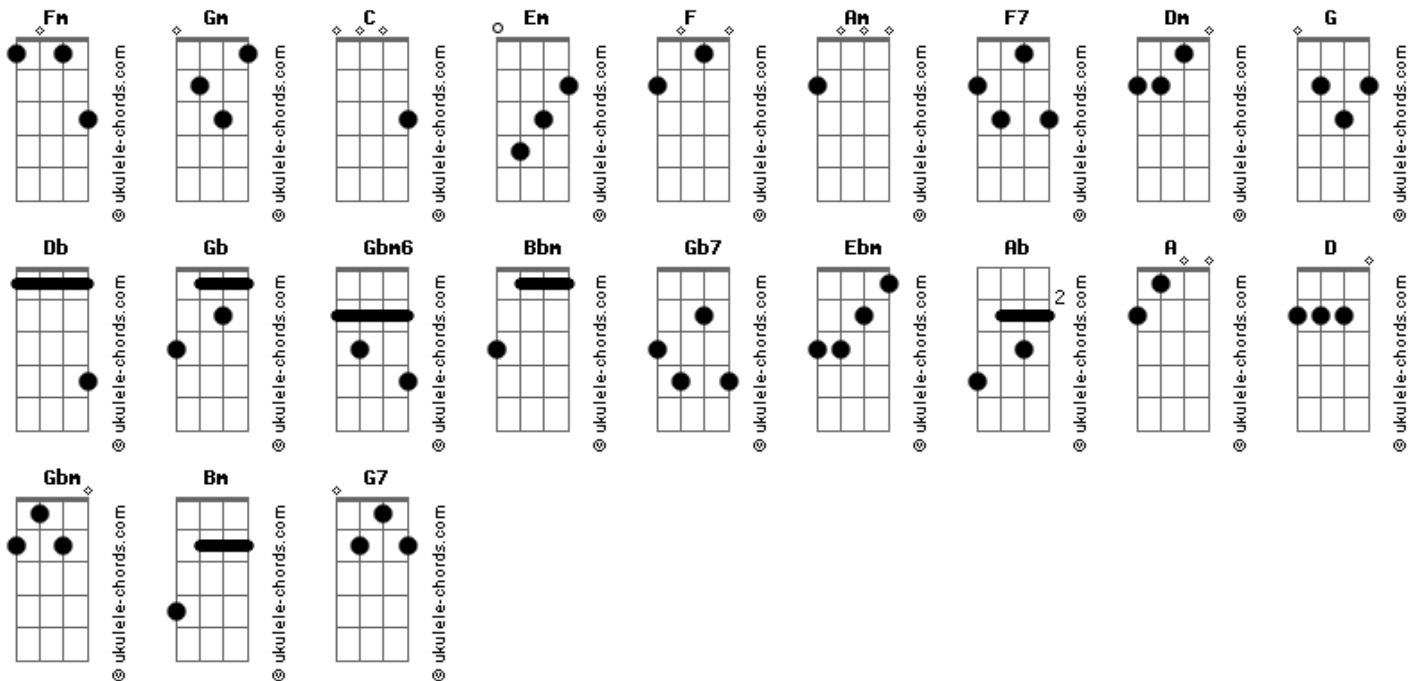 Fm Gm C Em F Am F7 Dm G
© ukulele-chords.com © ukulele-chords.com © ukulele-chords.com © ukulele-chords.com © ukulele-chords.com © ukulele-chords.com © ukulele-chords.com © ukulele-chords.com © ukulele-chords.com
Db Gb Gbm6 Bbm Gb7 Ebm Ab A D
2
© ukulele-chords.com © ukulele-chords.com © ukulele-chords.com © ukulele-chords.com © ukulele-chords.com © ukulele-chords.com © ukulele-chords.com © ukulele-chords.com © ukulele-chords.com
Gbm Bm G7
© ukulele-chords.com © ukulele-chords.com © ukulele-chords.com